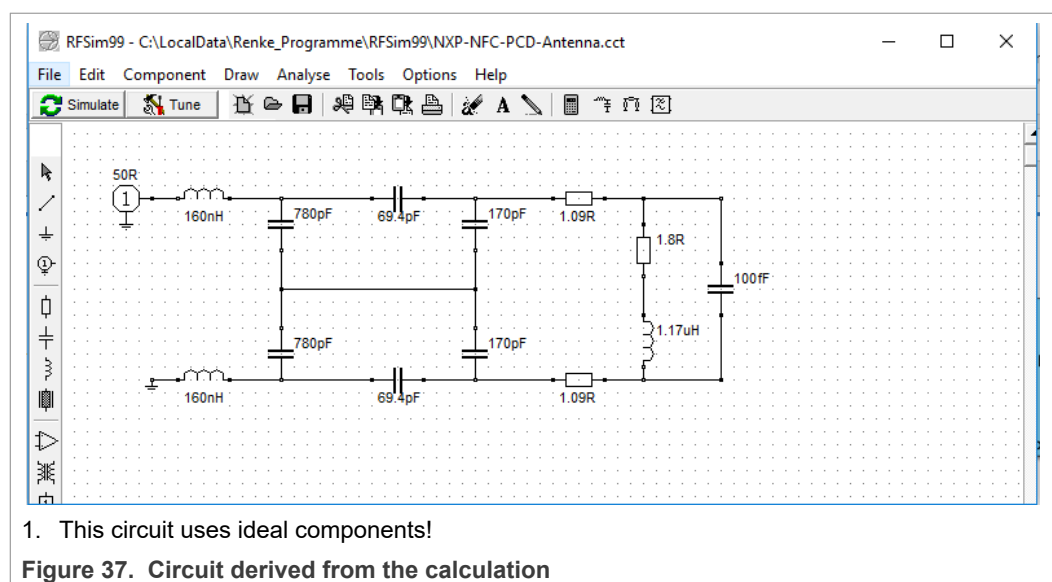 RFSim99 - C:\LocalData\Renke_Programme\RFSim99\NXP-NFC-PCD-Antenna.cct
File Edit Component Draw Analyse Tools Options Help
Simulate Tune A
50R
1
160nH
780pF
69.4pF
170pF
1.09R
1.8R
100fF
1.17uH
780pF
170pF
160nH
69.4pF
1.09R
1. This circuit uses ideal components!
Figure 37. Circuit derived from the calculation